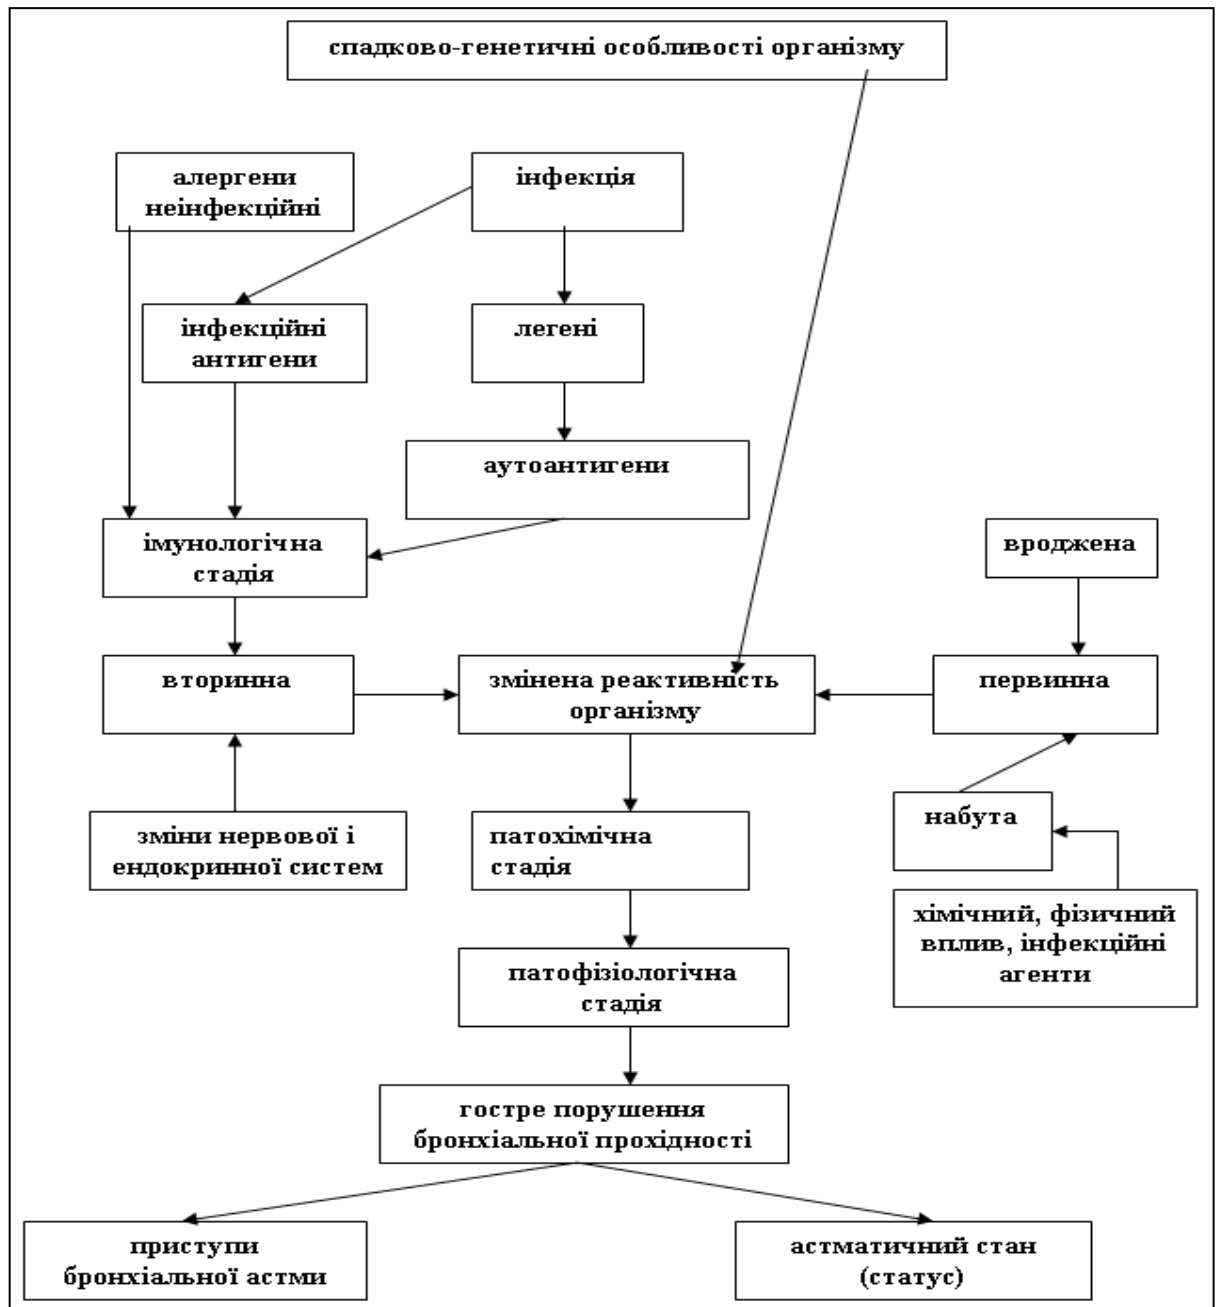 спадково-генетичні особливості організму
алергени
неінфекційні
інфекція
інфекційні
антигени
легені
аутоантигени
імунологічна
стадія
вроджена
вторинна
змінена реактивність
організму
первинна
зміни нервової і
ендокринної систем
патохімічна
стадія
набута
хімічний, фізичний
вплив, інфекційні
агенти
патофізіологічна
стадія
гостре порушення
бронхіальної прохідності
приступи
бронхіальної астми
астматичний стан
(статус)